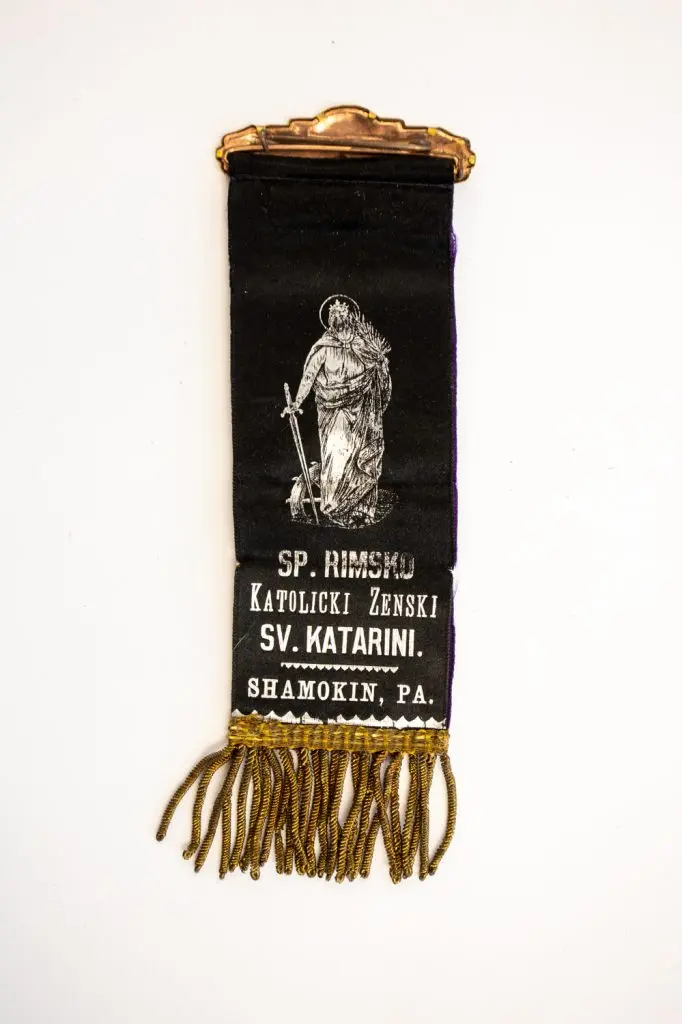 SP. RIMSKO
KATOLICKI ZENSKI
SV. KATARINI.
SHAMOKIN, PA.